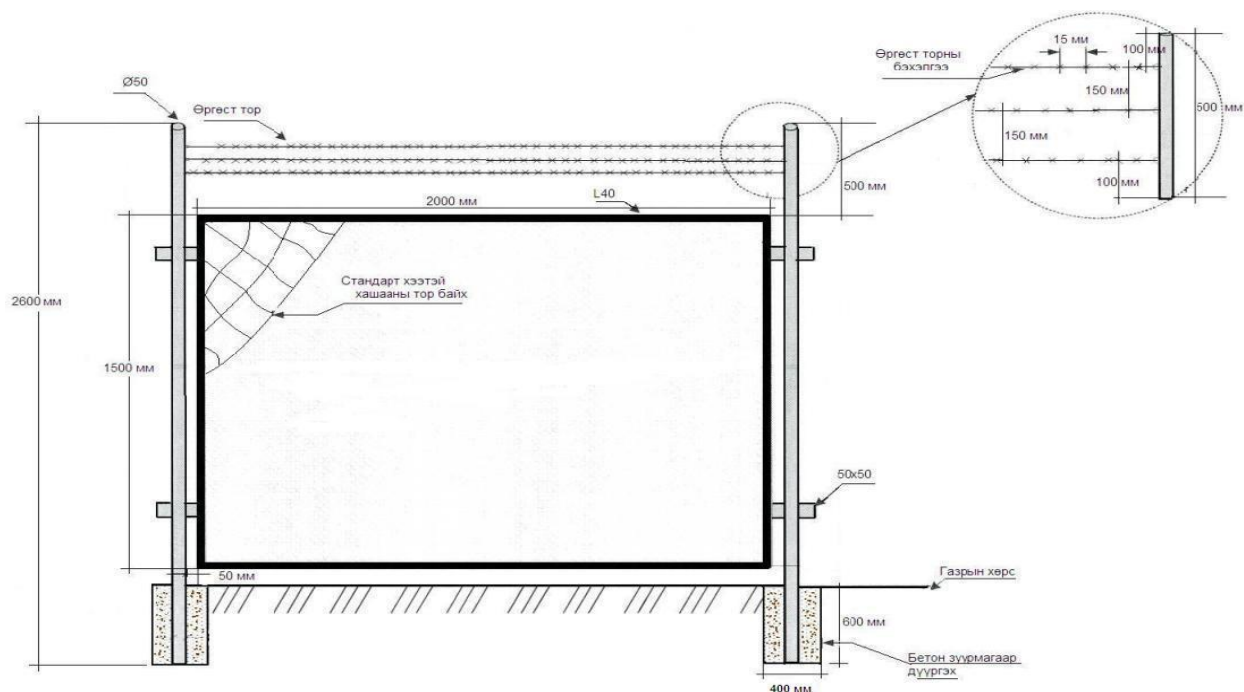 15 мм
Өргөст торны
бэхэлгээ
100 мм
150 мм
500 мм
150 мм
100 мм
Ø50
Өргөст тор
500 мм
2000 мм
L40
Стандарт хээтэй
хашааны тор байх
2600 мм
1500 мм
50х50
50 мм
Газрын хөрс
600 мм
Бетон зуурмагаар
дүүргэх
400 мм